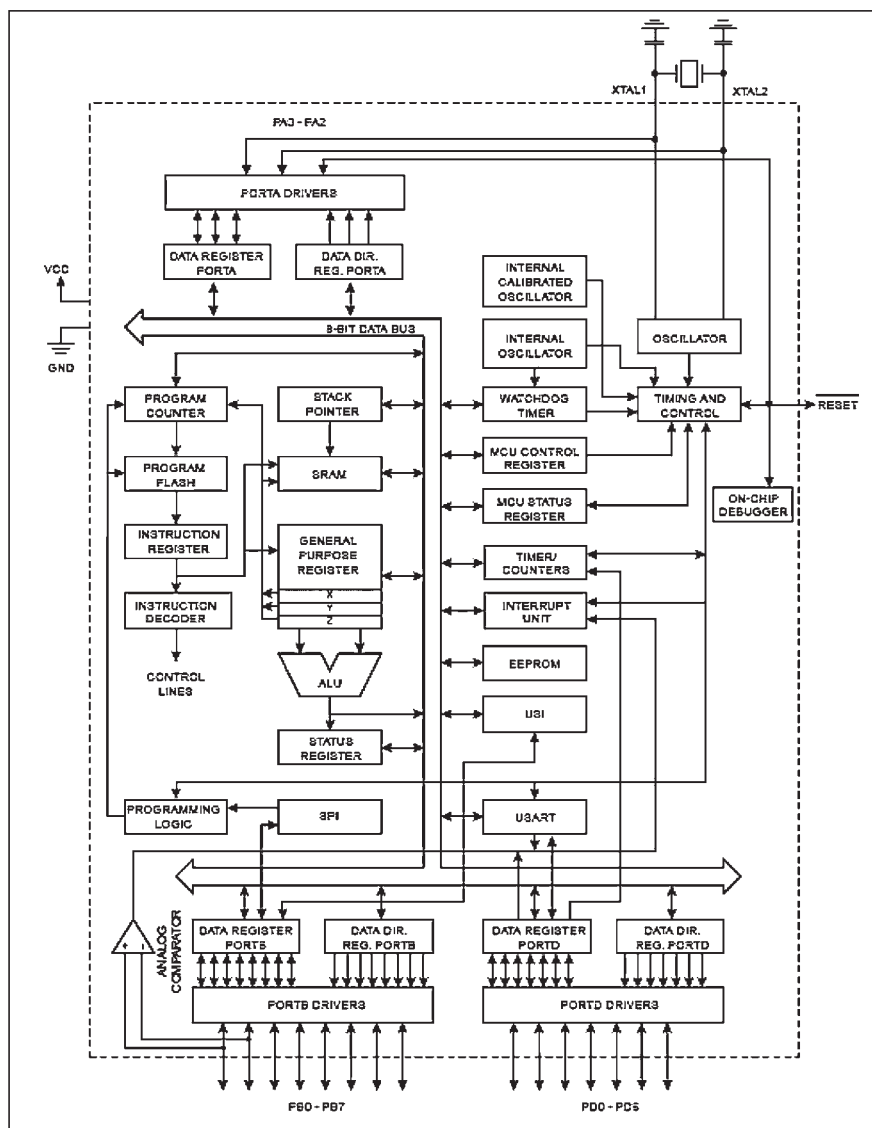 XTAL1
XTAL2
PA0 - PA2
PORTA DRIVERS
DATA REGISTER
PORTA
DATA DIR.
REG. PORTA
VCC
GND
INTERNAL
CALIBRATED
OSCILLATOR
8-BIT DATA BUS
INTERNAL
OSCILLATOR
OSCILLATOR
PROGRAM
COUNTER
STACK
POINTER
WATCHDOG
TIMER
TIMING AND
CONTROL
RESET
PROGRAM
FLASH
SRAM
MCU CONTROL
REGISTER
MCU STATUS
REGISTER
ON-CHIP
DEBUGGER
INSTRUCTION
REGISTER
GENERAL
PURPOSE
REGISTER
X
Y
Z
TIMER/
COUNTERS
INSTRUCTION
DECODER
INTERRUPT
UNIT
CONTROL
LINES
ALU
EEPROM
USI
STATUS
REGISTER
PROGRAMMING
LOGIC
SPI
USART
ANALOG
COMPARATOR
+
-
DATA REGISTER
PORTB
DATA DIR.
REG. PORTB
DATA REGISTER
PORTD
DATA DIR.
REG. PORTD
PORTB DRIVERS
PORTD DRIVERS
PB0 - PB7
PD0 - PD6